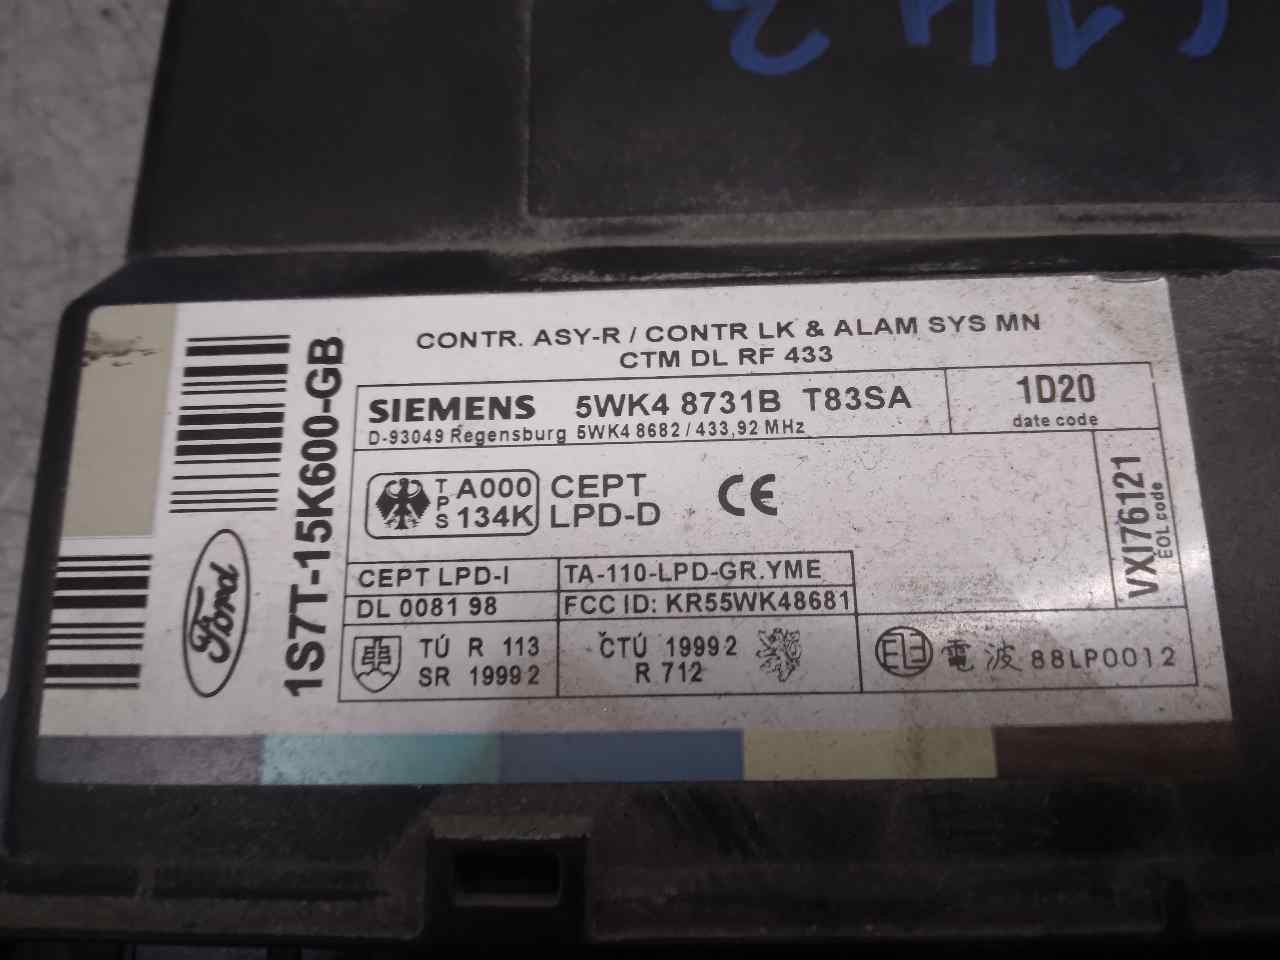 CONTR. ASY-R / CONTR LK & ALAM SYS MN
CTM DL RF 433
1S7T-15K600-GB
Ford
SIEMENS 5WK4 8731B T83SA
D-93049 Regensburg 5WK4 8682 / 433,92 MHz
1D20
date code
TPS A000 134K
CEPT
LPD-D
CE
VXI76121
EOL code
CEPT LPD-I
TA-110-LPD-GR.YME
DL 0081 98
FCC ID: KR55WK48681
TÚ R 113
SR 1999 2
ČTÚ 1999 2
R 712
電波 88LP0012